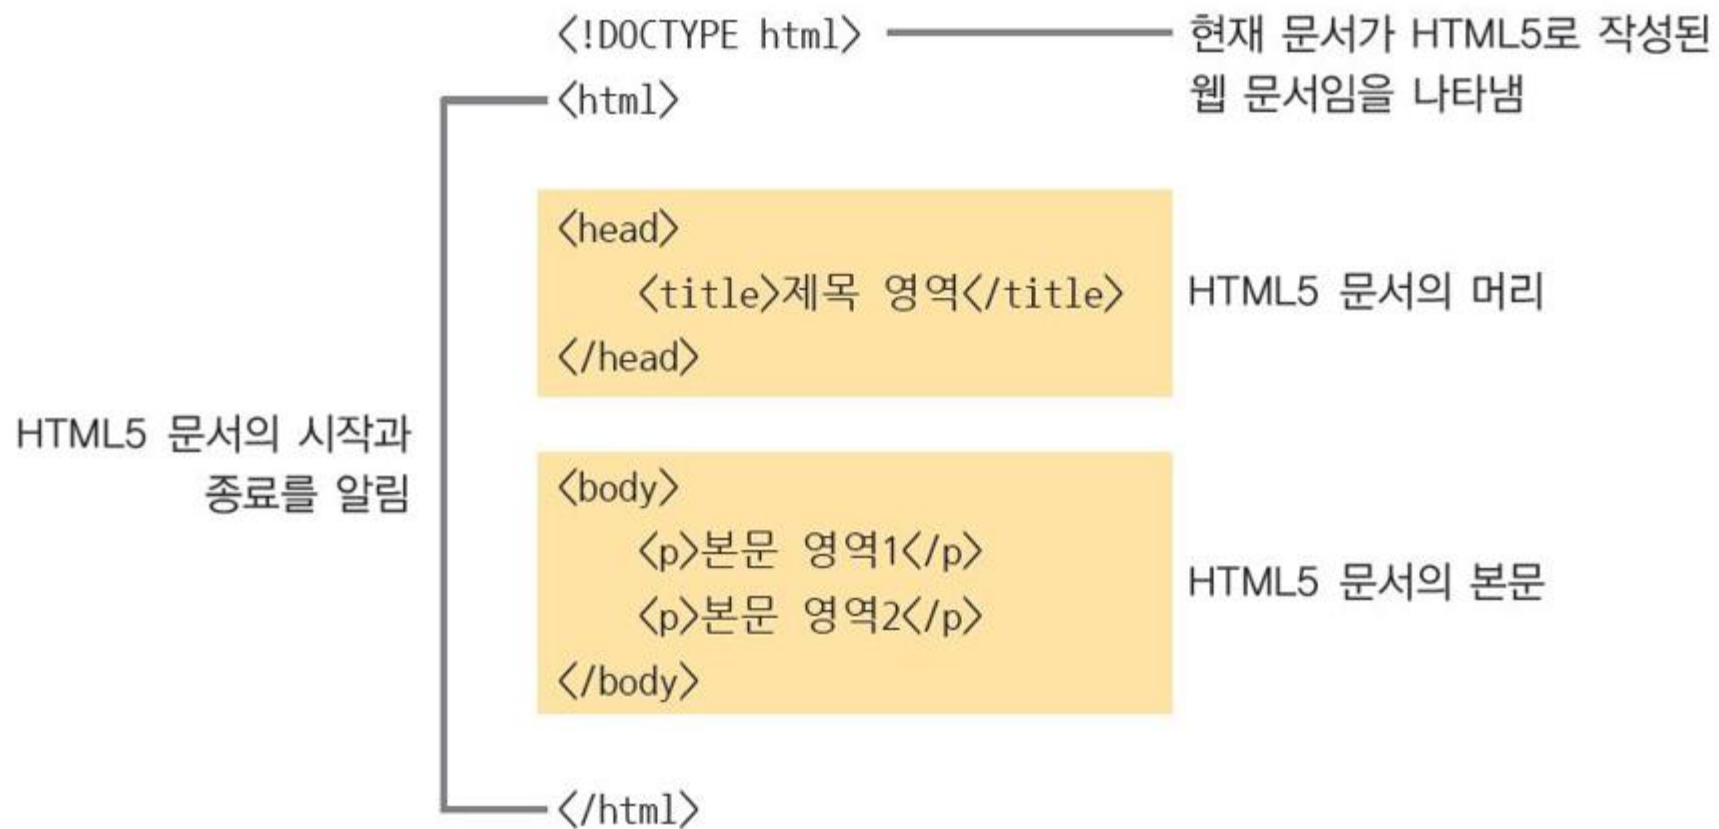 <!DOCTYPE html>
현재 문서가 HTML5로 작성된
웹 문서임을 나타냄
<html>
<head>
<title>제목 영역</title>
</head>
HTML5 문서의 머리
HTML5 문서의 시작과
종료를 알림
<body>
<p>본문 영역1</p>
<p>본문 영역2</p>
</body>
HTML5 문서의 본문
</html>